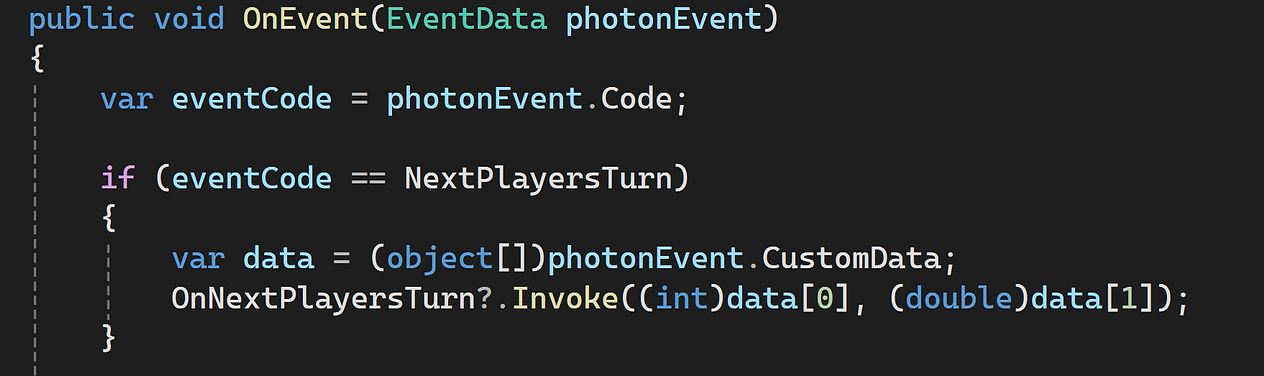 public void OnEvent(EventData photonEvent)
{
var eventCode = photonEvent.Code;
if (eventCode == NextPlayersTurn)
{
var data = (object[])photonEvent.CustomData;
OnNextPlayersTurn?.Invoke((int)data[0], (double)data[1]);
}